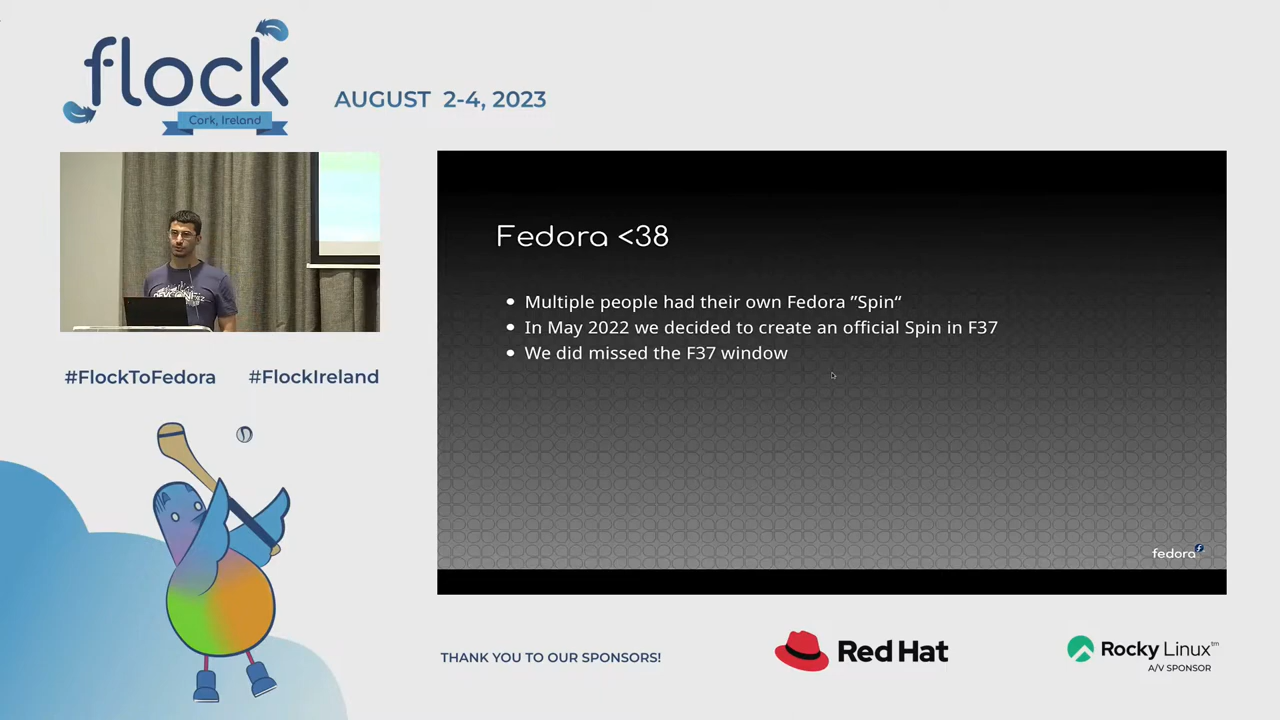 flock
Cork, Ireland
AUGUST 2-4, 2023
Fedora <38
Multiple people had their own Fedora ”Spin“
In May 2022 we decided to create an official Spin in F37
We did missed the F37 window
fedora
#FlockToFedora #FlockIreland
THANK YOU TO OUR SPONSORS!
Red Hat
Rocky Linux™
A/V SPONSOR